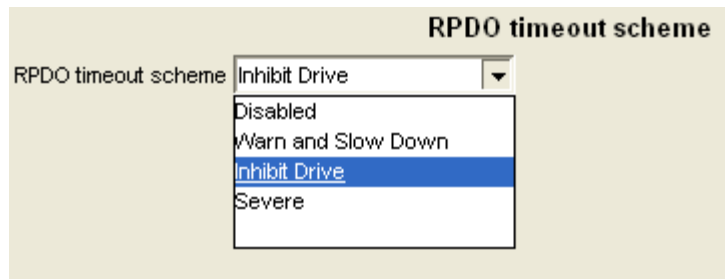 RPDO timeout scheme
RPDO timeout scheme Inhibit Drive
Disabled
Warn and Slow Down
Inhibit Drive
Severe